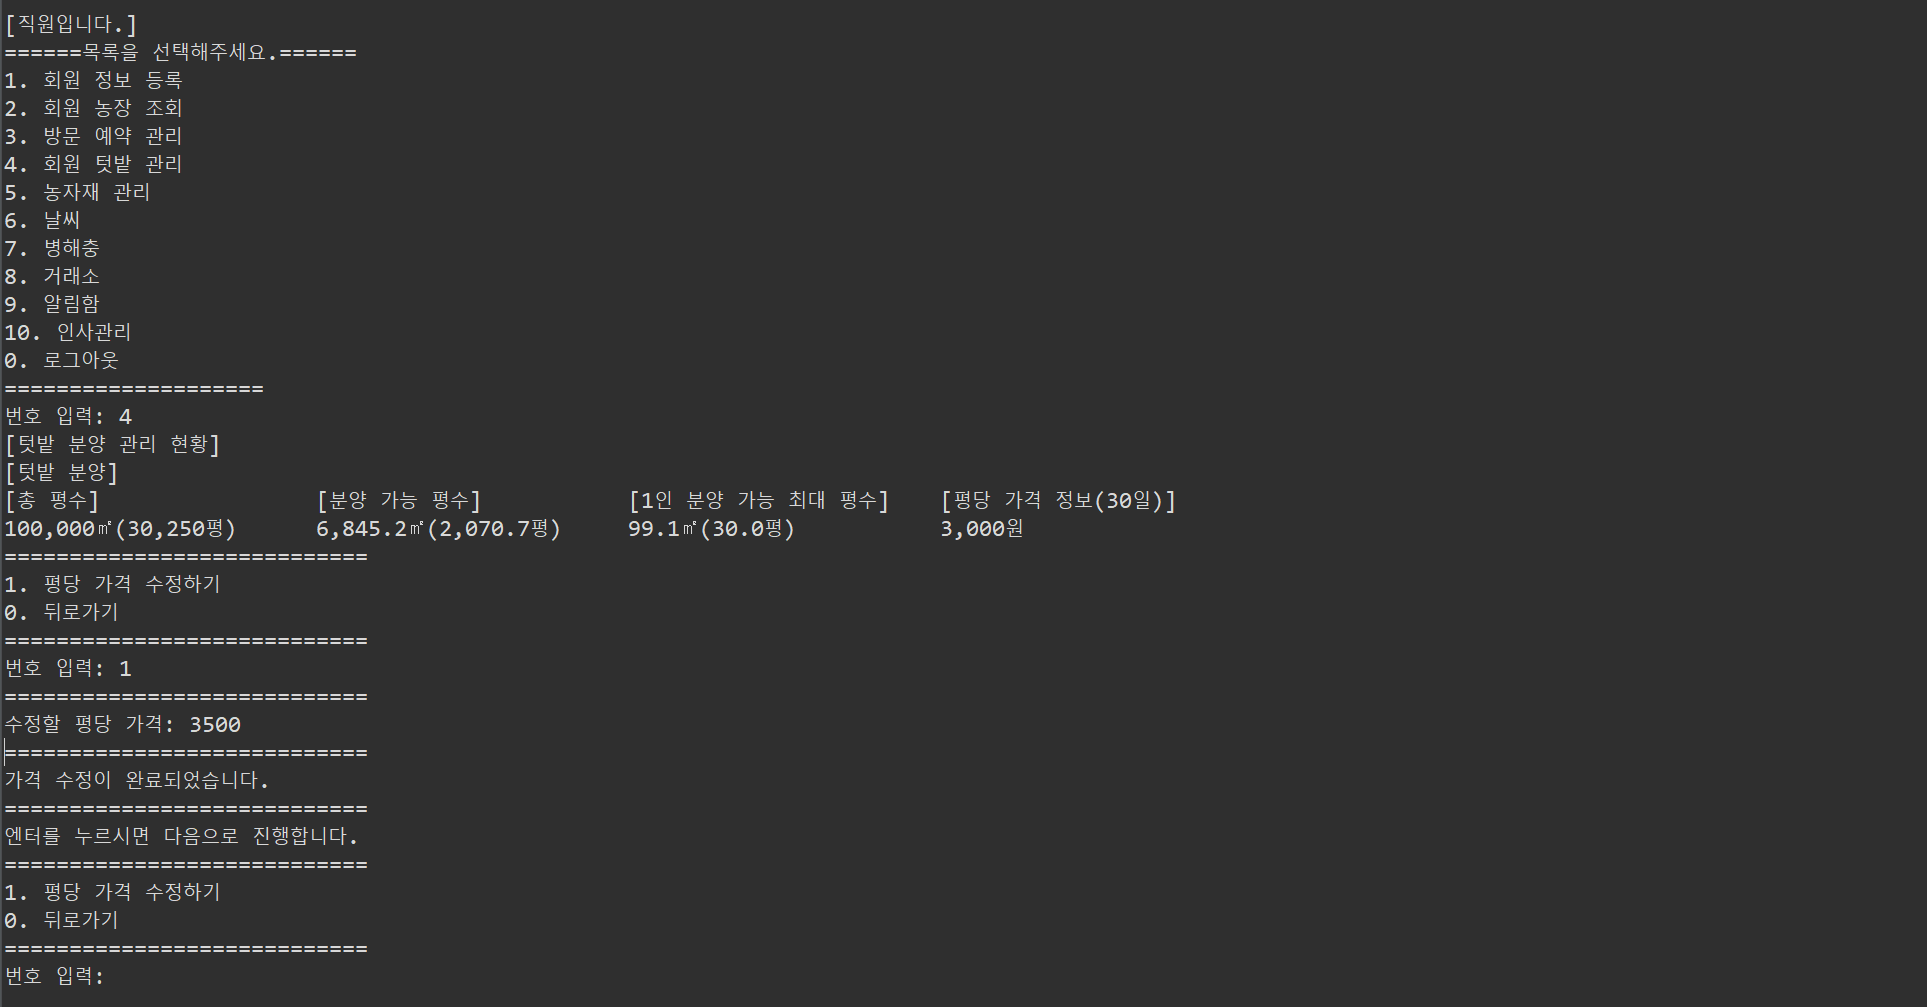 [직원입니다.]
======목록을 선택해주세요.======
1. 회원 정보 등록
2. 회원 농장 조회
3. 방문 예약 관리
4. 회원 텃밭 관리
5. 농자재 관리
6. 날씨
7. 병해충
8. 거래소
9. 알림함
10. 인사관리
0. 로그아웃
====================
번호 입력: 4
[텃밭 분양 관리 현황]
[텃밭 분양]
[총 평수] [분양 가능 평수] [1인 분양 가능 최대 평수] [평당 가격 정보(30일)]
100,000㎡(30,250평) 6,845.2㎡(2,070.7평) 99.1㎡(30.0평) 3,000원
============================
1. 평당 가격 수정하기
0. 뒤로가기
============================
번호 입력: 1
============================
수정할 평당 가격: 3500
============================
가격 수정이 완료되었습니다.
============================
엔터를 누르시면 다음으로 진행합니다.
============================
1. 평당 가격 수정하기
0. 뒤로가기
============================
번호 입력: